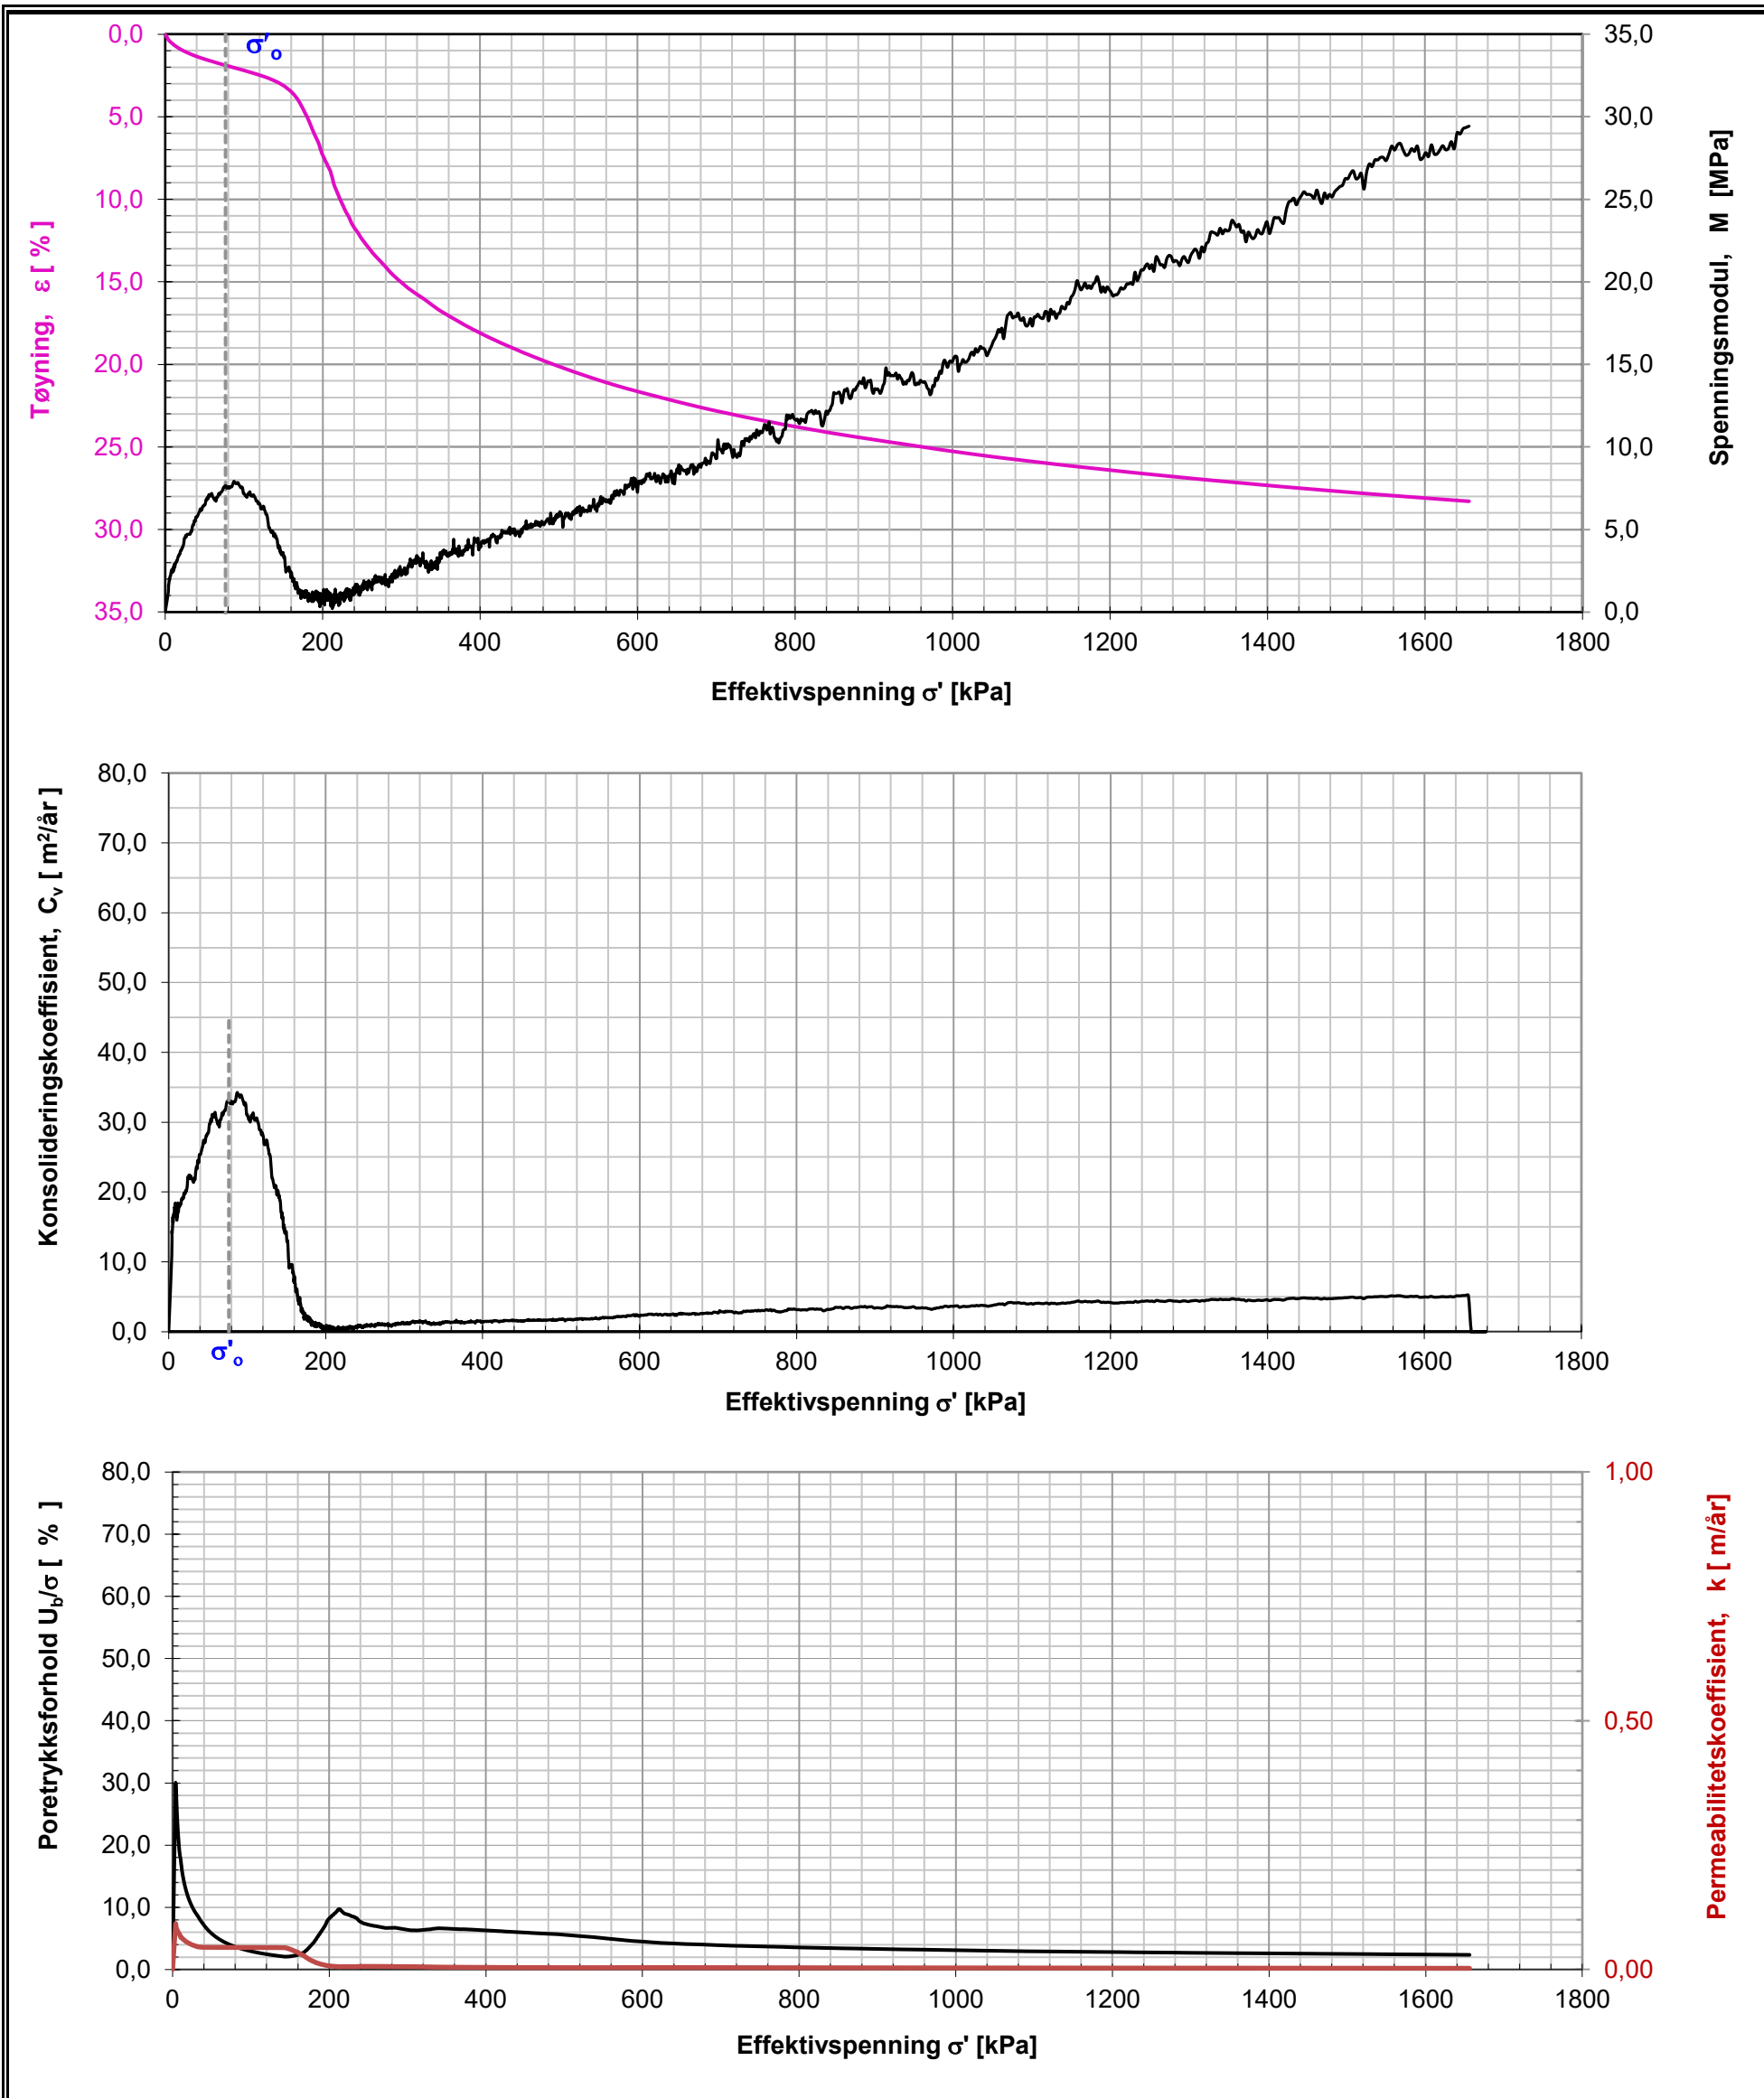 0,0
5,0
10,0
15,0
20,0
25,0
30,0
35,0
Tøyning, ε [ % ]
σ'o
35,0
30,0
25,0
20,0
15,0
10,0
5,0
0,0
Spenningsmodul, M [MPa]
0 200 400 600 800 1000 1200 1400 1600 1800
Effektivspenning σ' [kPa]
80,0
70,0
60,0
50,0
40,0
30,0
20,0
10,0
0,0
Konsolideringskoeffisient, Cv [ m²/år ]
0 200 400 600 800 1000 1200 1400 1600 1800
σ'o
Effektivspenning σ' [kPa]
80,0
70,0
60,0
50,0
40,0
30,0
20,0
10,0
0,0
Poretrykksforhold Ub/σ [ % ]
1,00
0,50
0,00
Permeabilitetskoeffisient, k [ m/år]
0 200 400 600 800 1000 1200 1400 1600 1800
Effektivspenning σ' [kPa]